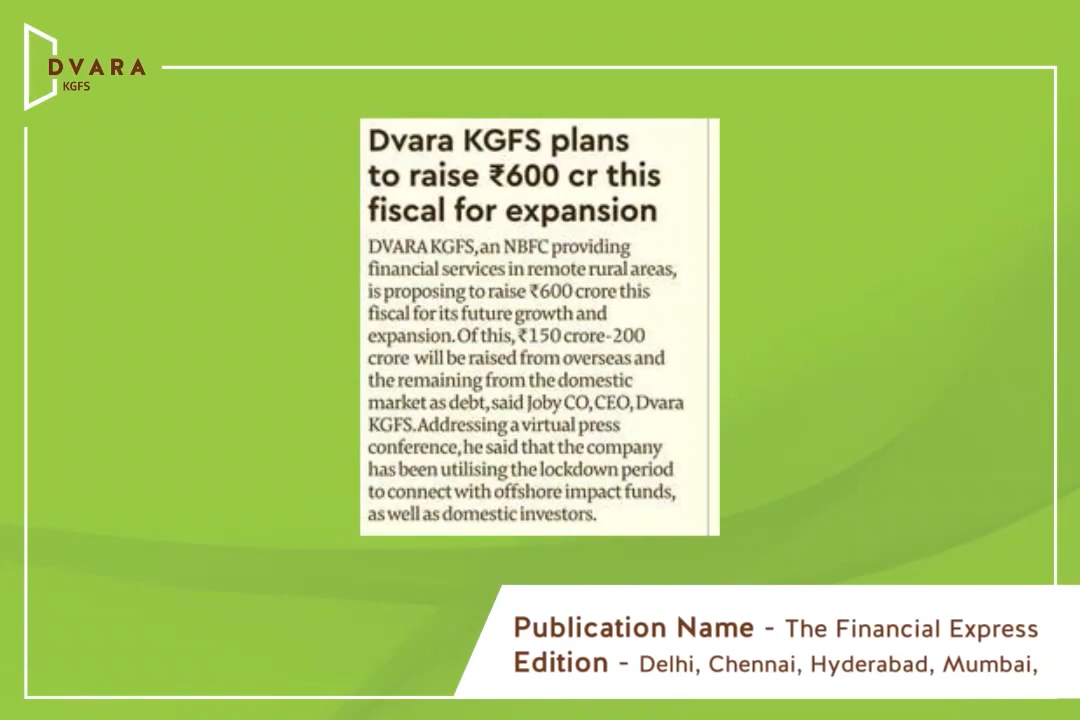 DVARA
KGFS
Dvara KGFS plans
to raise ₹600 cr this
fiscal for expansion
DVARA KGFS, an NBFC providing
financial services in remote rural areas,
is proposing to raise ₹600 crore this
fiscal for its future growth and
expansion. Of this, ₹150 crore-200
crore will be raised from overseas and
the remaining from the domestic
market as debt, said Joby CO, CEO, Dvara
KGFS. Addressing a virtual press
conference, he said that the company
has been utilising the lockdown period
to connect with offshore impact funds,
as well as domestic investors.
Publication Name - The Financial Express
Edition - Delhi, Chennai, Hyderabad, Mumbai,